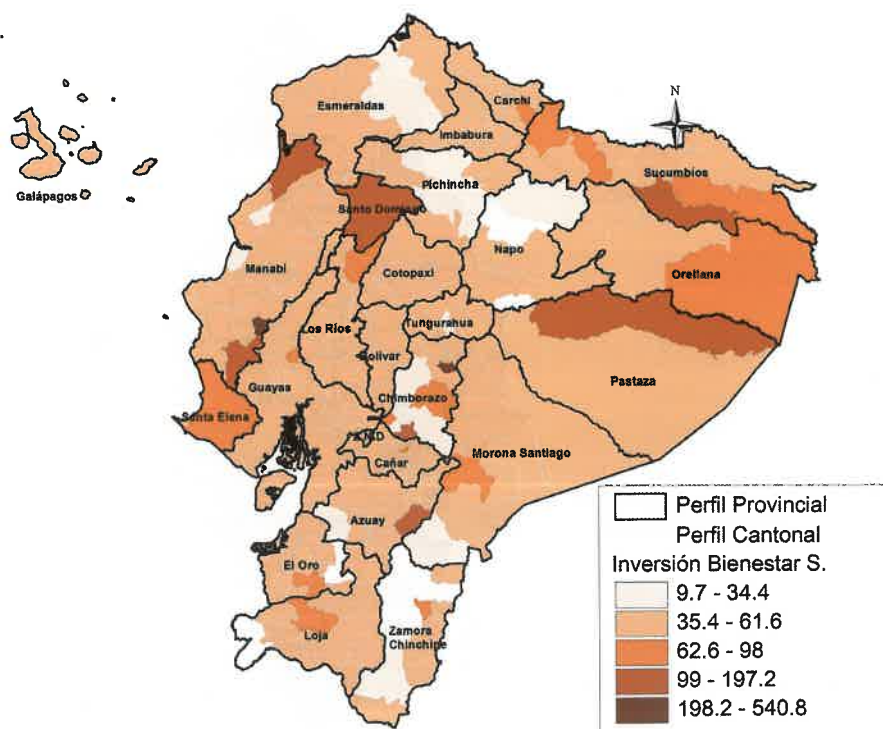 N
Esmeraldas
Carchi
Imbabura
Galápagos
Pichincha
Sucumbios
Santo Domingo
Napo
Manabí
Cotopaxi
Orellana
Los Ríos
Tungurahua
Bolívar
Pastaza
Guayas
Chimborazo
Santa Elena
Morona Santiago
Cañar
Azuay
El Oro
Loja
Zamora
Chinchipe
Perfil Provincial
Perfil Cantonal
Inversión Bienestar S.
9.7 - 34.4
35.4 - 61.6
62.6 - 98
99 - 197.2
198.2 - 540.8